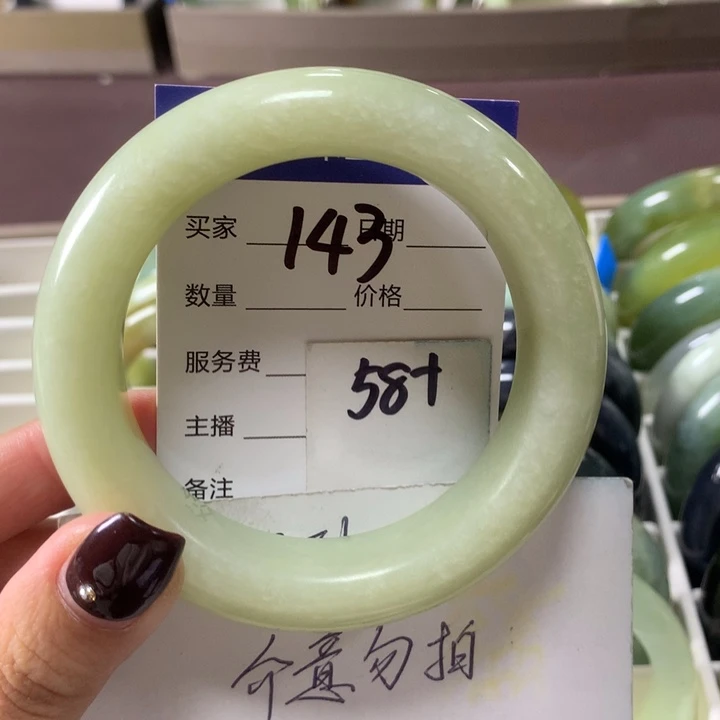 143
买家 日期
数量 价格
服务费
58+
主播
备注
介意勿拍